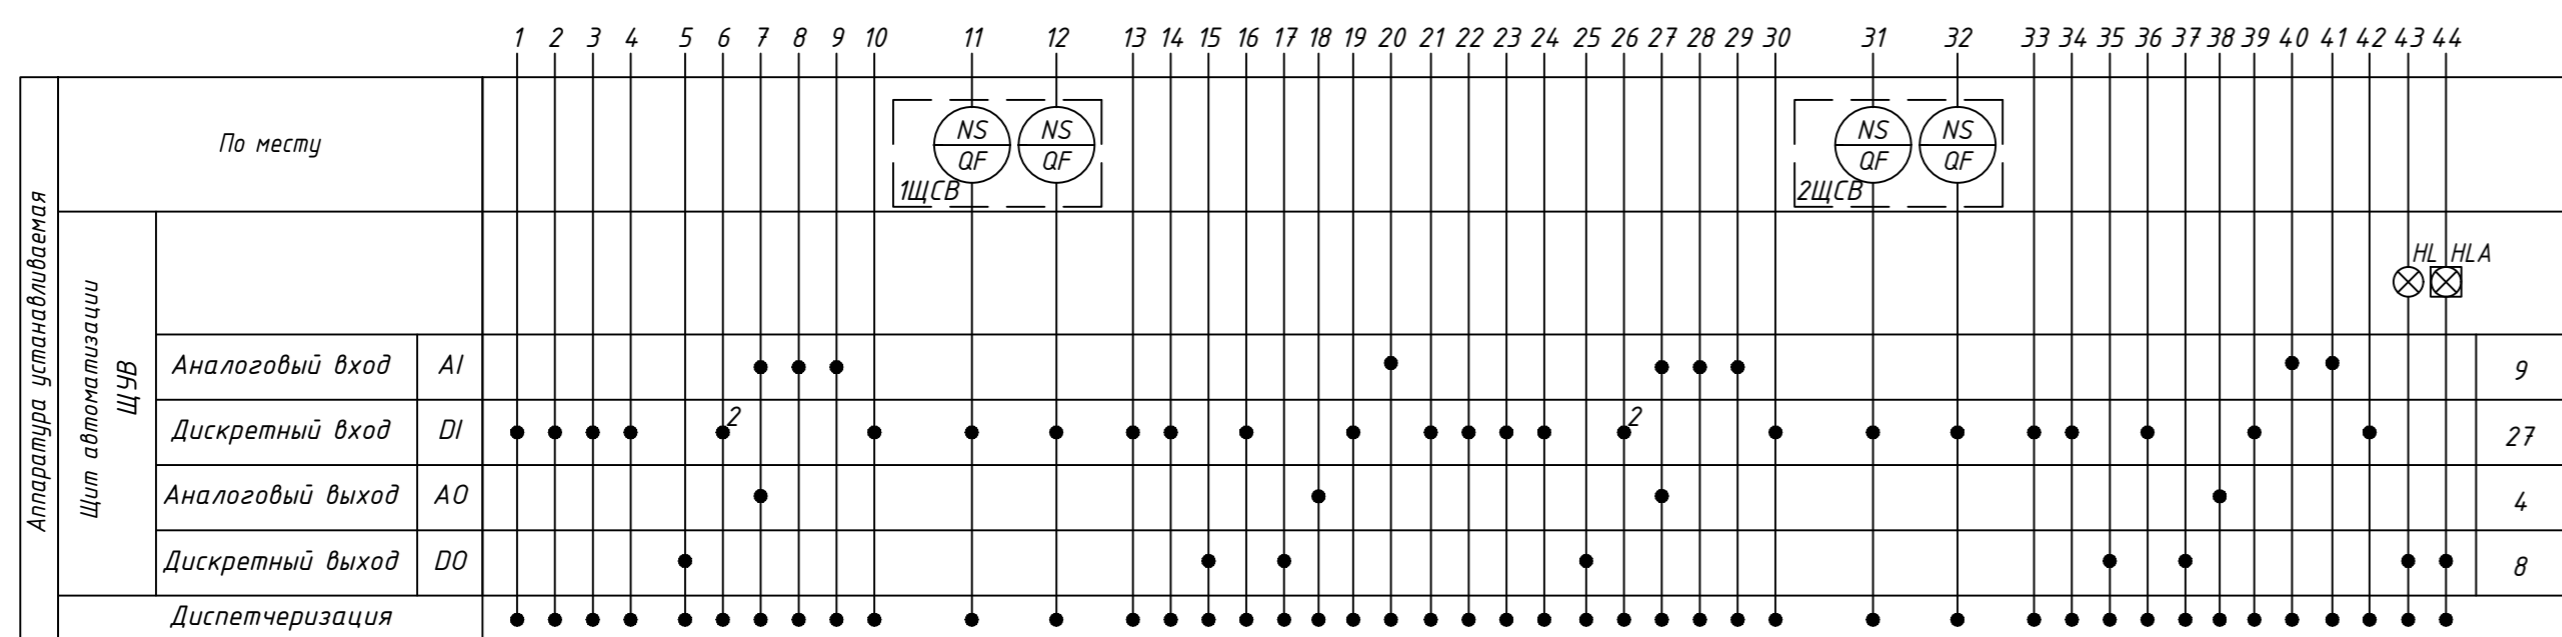 1 2 3 4 5 6 7 8 9 10 11 12 13 14 15 16 17 18 19 20 21 22 23 24 25 26 27 28 29 30 31 32 33 34 35 36 37 38 39 40 41 42 43 44
Аппаратура устанавливаемая
По месту
NS NS NS NS
QF QF QF QF
1ЩСВ 2ЩСВ
Щит автоматизации
ЩУВ
HL HLA
Аналоговый вход AI 9
2 2
Дискретный вход DI 27
Аналоговый выход AO 4
Дискретный выход DO 8
Диспетчеризация